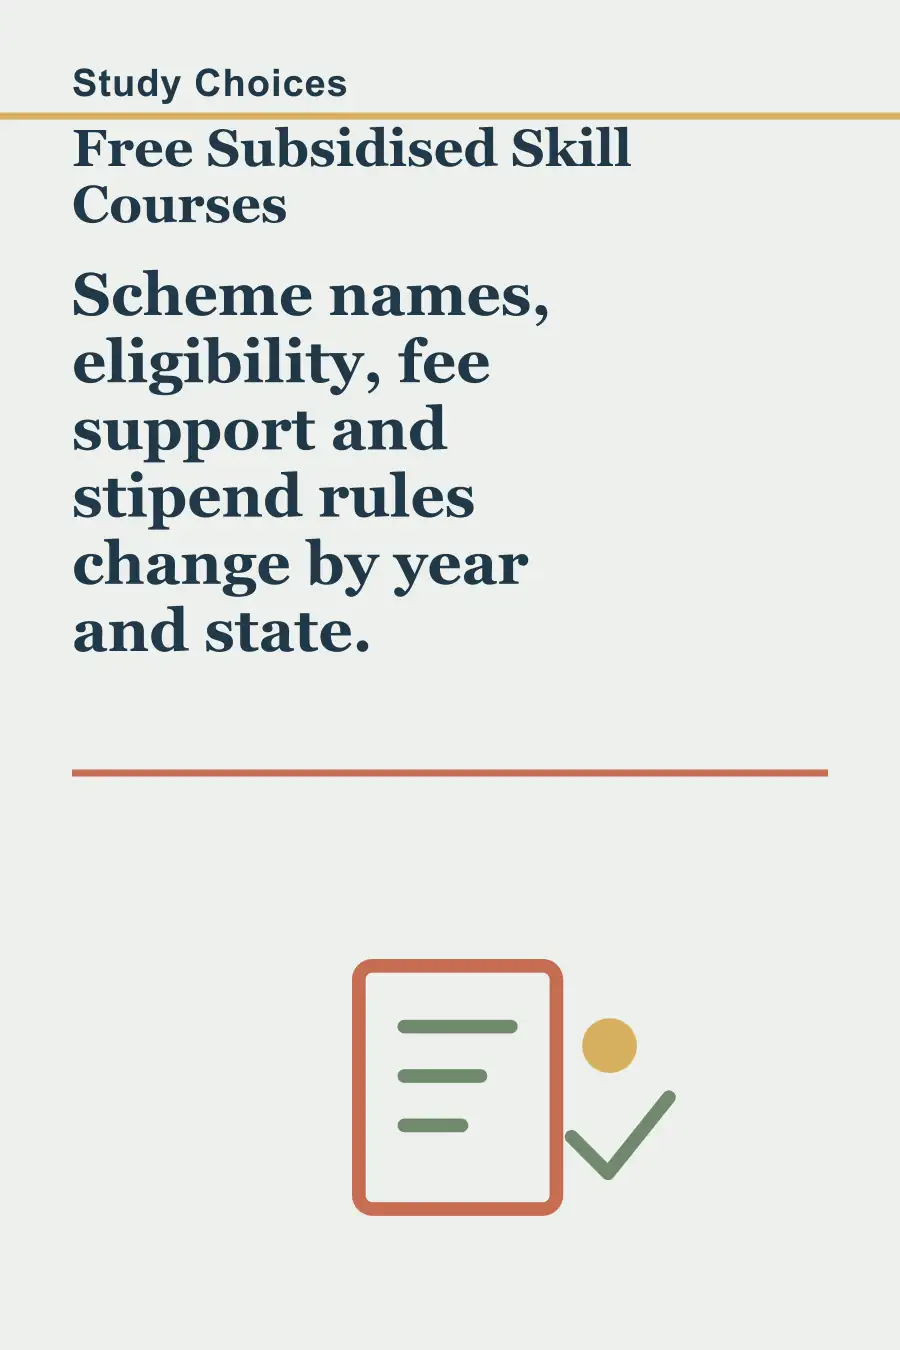 Study Choices
Free Subsidised Skill
Courses
Scheme names,
eligibility, fee
support and
stipend rules
change by year
and state.